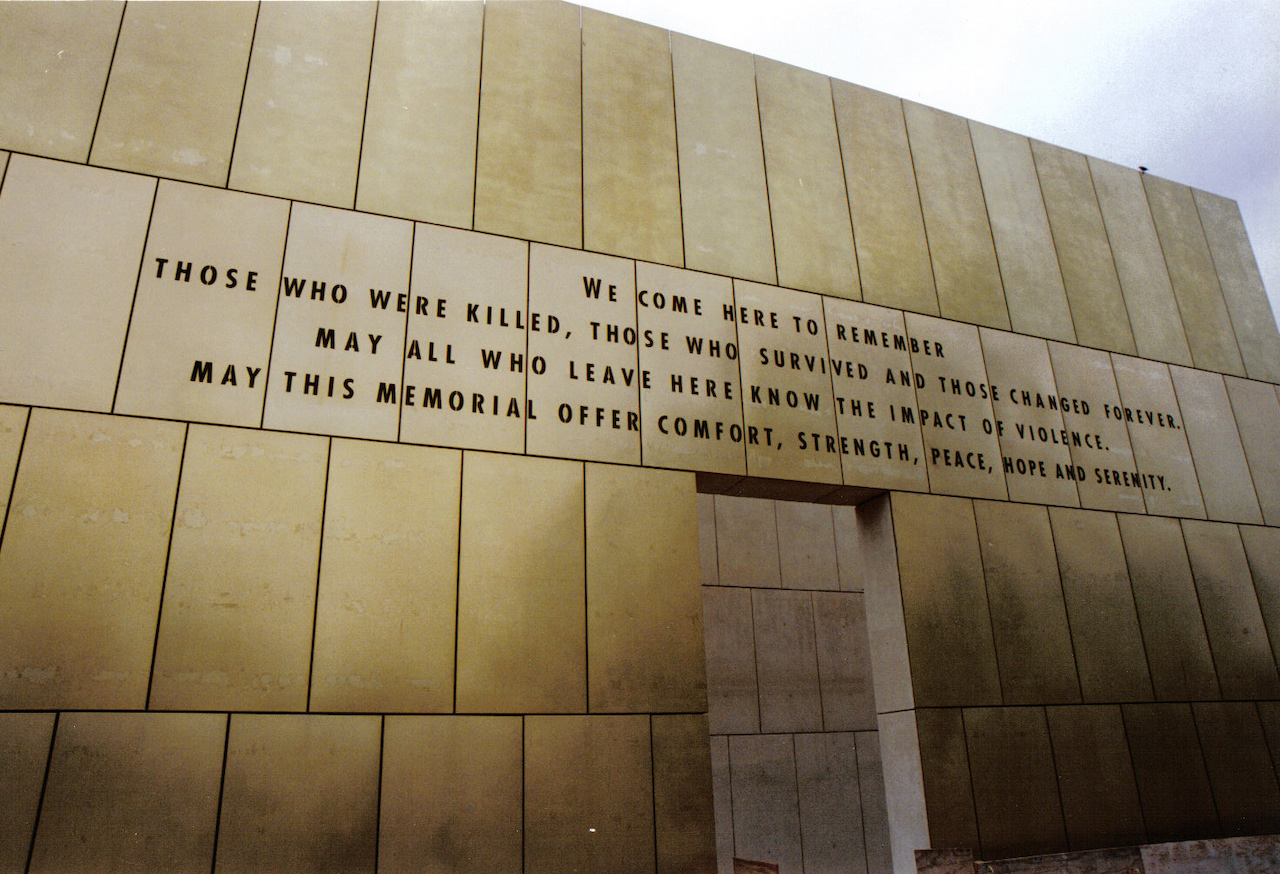 WE COME HERE TO REMEMBER
THOSE WHO WERE KILLED, THOSE WHO SURVIVED AND THOSE CHANGED FOREVER.
MAY ALL WHO LEAVE HERE KNOW THE IMPACT OF VIOLENCE.
MAY THIS MEMORIAL OFFER COMFORT, STRENGTH, PEACE, HOPE AND SERENITY.